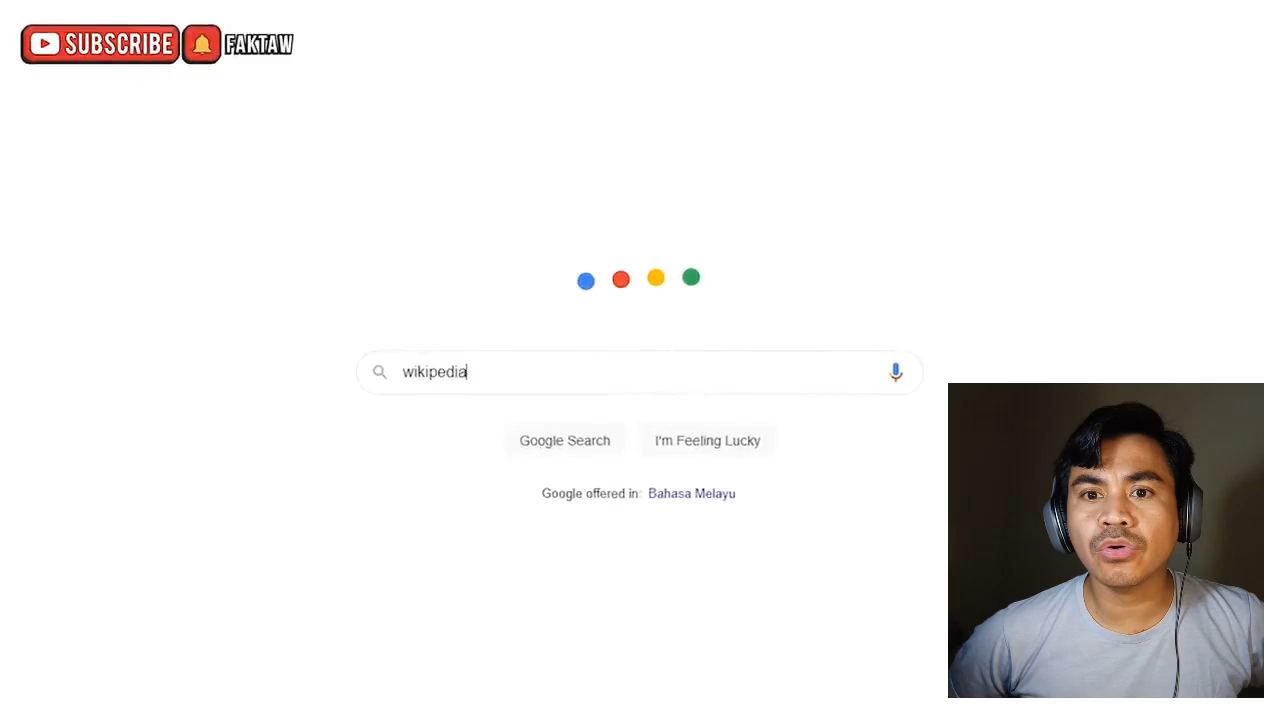 SUBSCRIBE FAKTAW
wikipedia
Google Search I'm Feeling Lucky
Google offered in: Bahasa Melayu